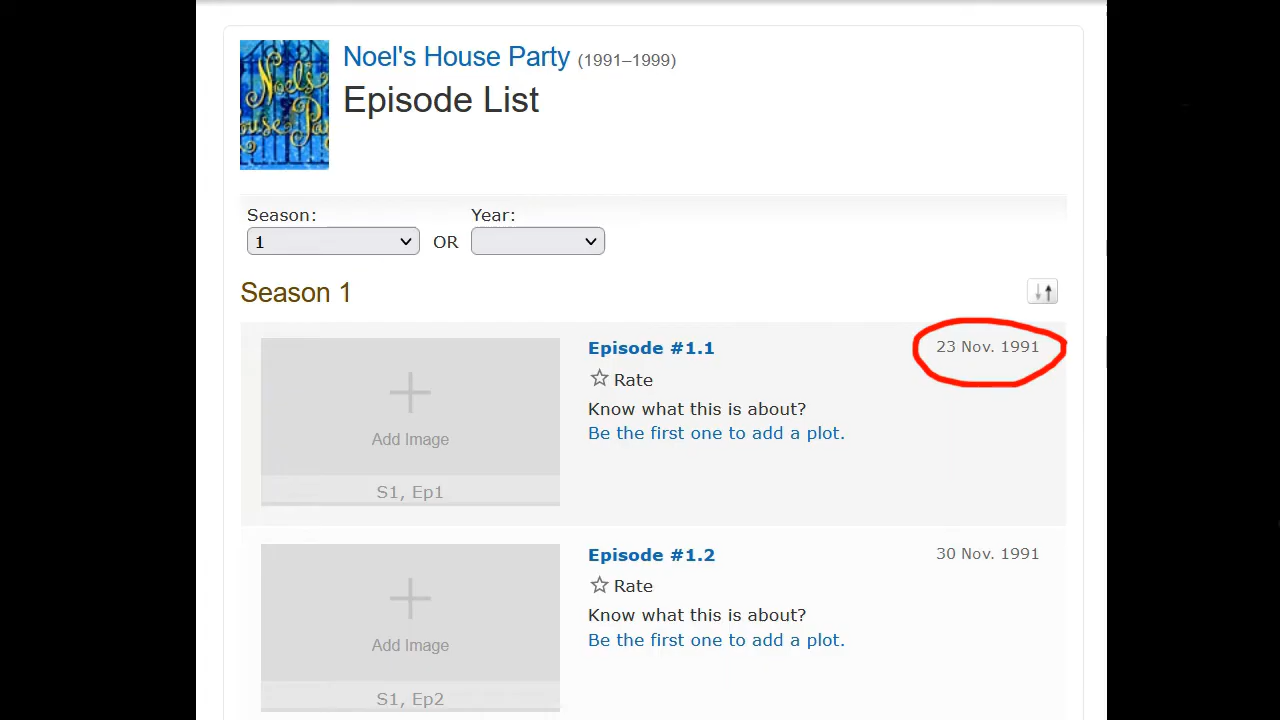 Noel's House Party (1991–1999)
Episode List
Noel's
House Pa
Season: Year:
1 OR
Season 1
Episode #1.1 23 Nov. 1991
Rate
Know what this is about?
Be the first one to add a plot.
Add Image
S1, Ep1
Episode #1.2 30 Nov. 1991
Rate
Know what this is about?
Be the first one to add a plot.
Add Image
S1, Ep2